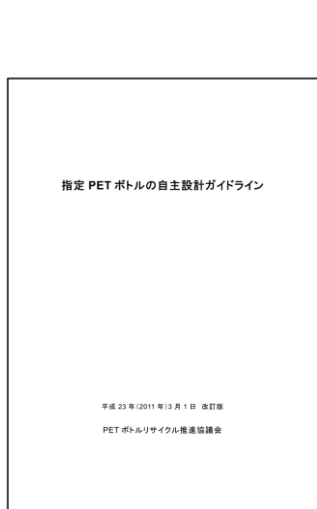 指定 PET ボトルの自主設計ガイドライン
平成 23 年(2011 年)3 月 1 日 改訂版
PET ボトルリサイクル推進協議会